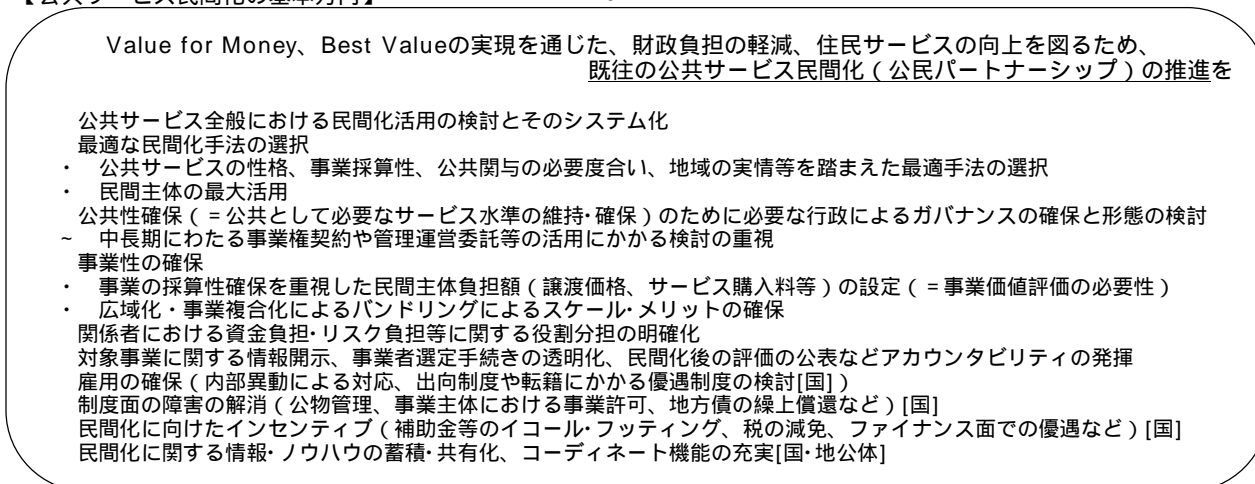 【公共サービス民間化の基本方向】
Value for Money、Best Valueの実現を通じた、財政負担の軽減、住民サービスの向上を図るため、
既往の公共サービス民間化（公民パートナーシップ）の推進を
公共サービス全般における民間化活用の検討とそのシステム化
最適な民間化手法の選択
・ 公共サービスの性格、事業採算性、公共関与の必要度合い、地域の実情等を踏まえた最適手法の選択
・ 民間主体の最大活用
公共性確保（＝公共として必要なサービス水準の維持・確保）のために必要な行政によるガバナンスの確保と形態の検討
~ 中長期にわたる事業権契約や管理運営委託等の活用にかかる検討の重視
事業性の確保
・ 事業の採算性確保を重視した民間主体負担額（譲渡価格、サービス購入料等）の設定（＝事業価値評価の必要性）
・ 広域化・事業複合化によるバンドリングによるスケール・メリットの確保
関係者における資金負担・リスク負担等に関する役割分担の明確化
対象事業に関する情報開示、事業者選定手続きの透明化、民間化後の評価の公表などアカウンタビリティの発揮
雇用の確保（内部異動による対応、出向制度や転籍にかかる優遇制度の検討[国]）
制度面の障害の解消（公物管理、事業主体における事業許可、地方債の繰上償還など）[国]
民間化に向けたインセンティブ（補助金等のイコール・フッティング、税の減免、ファイナンス面での優遇など）[国]
民間化に関する情報・ノウハウの蓄積・共有化、コーディネート機能の充実[国・地公体]